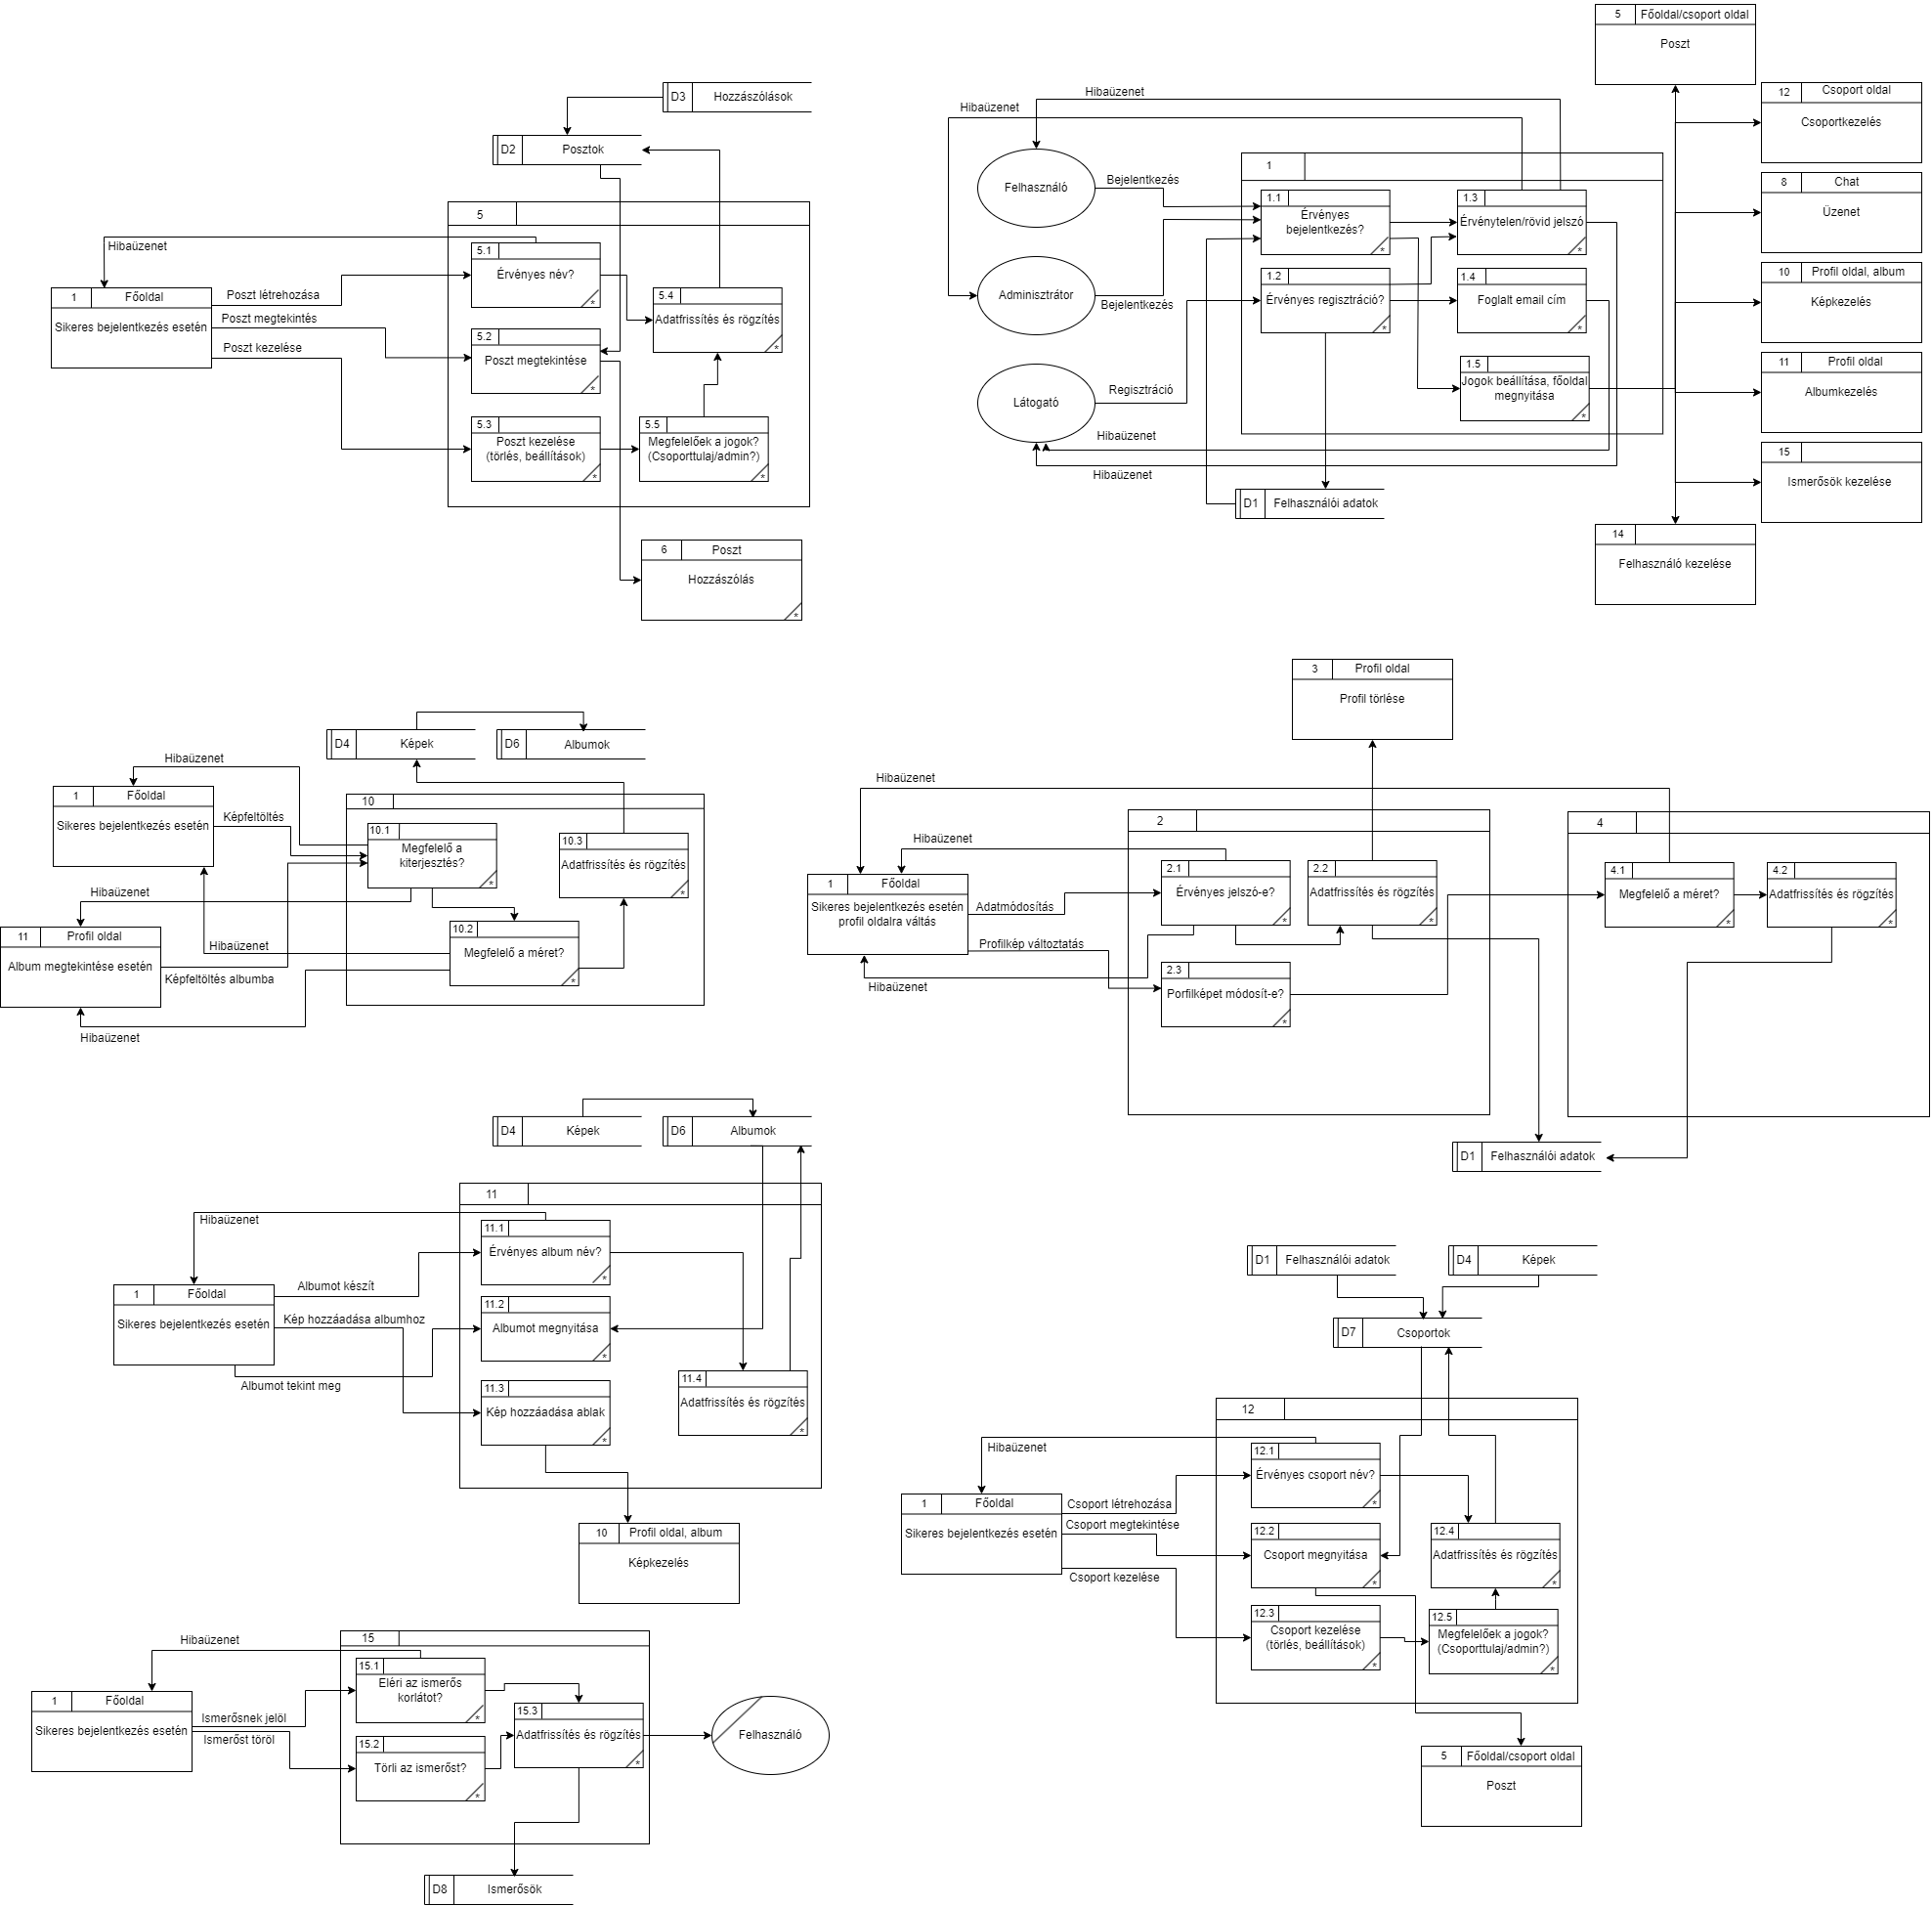 D3 Hozzászólások
D2 Posztok
5
Hibaüzenet
5.1
Érvényes név?
*
1 Főoldal
Sikeres bejelentkezés esetén
Poszt létrehozása
Poszt megtekintés
Poszt kezelése
5.4
Adatfrissítés és rögzítés
*
5.2
Poszt megtekintése
*
5.3
Poszt kezelése
(törlés, beállítások)
*
5.5
Megfelelőek a jogok?
(Csoporttulaj/admin?)
*
6 Poszt
Hozzászólás
*
5 Főoldal/csoport oldal
Poszt
Hibaüzenet
Hibaüzenet
12 Csoport oldal
Csoportkezelés
Felhasználó
Bejelentkezés
1
1.1
Érvényes
bejelentkezés?
*
1.3
Érvénytelen/rövid jelszó
*
8 Chat
Üzenet
Adminisztrátor
Bejelentkezés
1.2
Érvényes regisztráció?
*
1.4
Foglalt email cím
*
10 Profil oldal, album
Képkezelés
Látogató
Regisztráció
1.5
Jogok beállítása, főoldal
megnyitása
*
11 Profil oldal
Albumkezelés
Hibaüzenet
Hibaüzenet
15
Ismerősök kezelése
D1 Felhasználói adatok
14
Felhasználó kezelése
D4 Képek
D6 Albumok
Hibaüzenet
1 Főoldal
Sikeres bejelentkezés esetén
Képfeltöltés
10
10.1
Megfelelő a
kiterjesztés?
*
10.3
Adatfrissítés és rögzítés
*
Hibaüzenet
11 Profil oldal
Album megtekintése esetén
Hibaüzenet
Képfeltöltés albumba
10.2
Megfelelő a méret?
*
Hibaüzenet
3 Profil oldal
Profil törlése
Hibaüzenet
Hibaüzenet
2
4
1 Főoldal
Sikeres bejelentkezés esetén
profil oldalra váltás
Adatmódosítás
Profilkép változtatás
Hibaüzenet
2.1
Érvényes jelszó-e?
*
2.2
Adatfrissítés és rögzítés
*
2.3
Porfilképet módosít-e?
*
4.1
Megfelelő a méret?
*
4.2
Adatfrissítés és rögzítés
*
D1 Felhasználói adatok
D4 Képek
D6 Albumok
11
Hibaüzenet
11.1
Érvényes album név?
*
1 Főoldal
Sikeres bejelentkezés esetén
Albumot készít
Kép hozzáadása albumhoz
Albumot tekint meg
11.2
Albumot megnyitása
*
11.3
Kép hozzáadása ablak
*
11.4
Adatfrissítés és rögzítés
*
10 Profil oldal, album
Képkezelés
D1 Felhasználói adatok
D4 Képek
D7 Csoportok
12
Hibaüzenet
12.1
Érvényes csoport név?
*
1 Főoldal
Sikeres bejelentkezés esetén
Csoport létrehozása
Csoport megtekintése
Csoport kezelése
12.2
Csoport megnyitása
*
12.4
Adatfrissítés és rögzítés
*
12.3
Csoport kezelése
(törlés, beállítások)
*
12.5
Megfelelőek a jogok?
(Csoporttulaj/admin?)
*
5 Főoldal/csoport oldal
Poszt
15
Hibaüzenet
15.1
Eléri az ismerős
korlátot?
*
1 Főoldal
Sikeres bejelentkezés esetén
Ismerősnek jelöl
Ismerőst töröl
15.2
Törli az ismerőst?
*
15.3
Adatfrissítés és rögzítés
*
Felhasználó
D8 Ismerősök